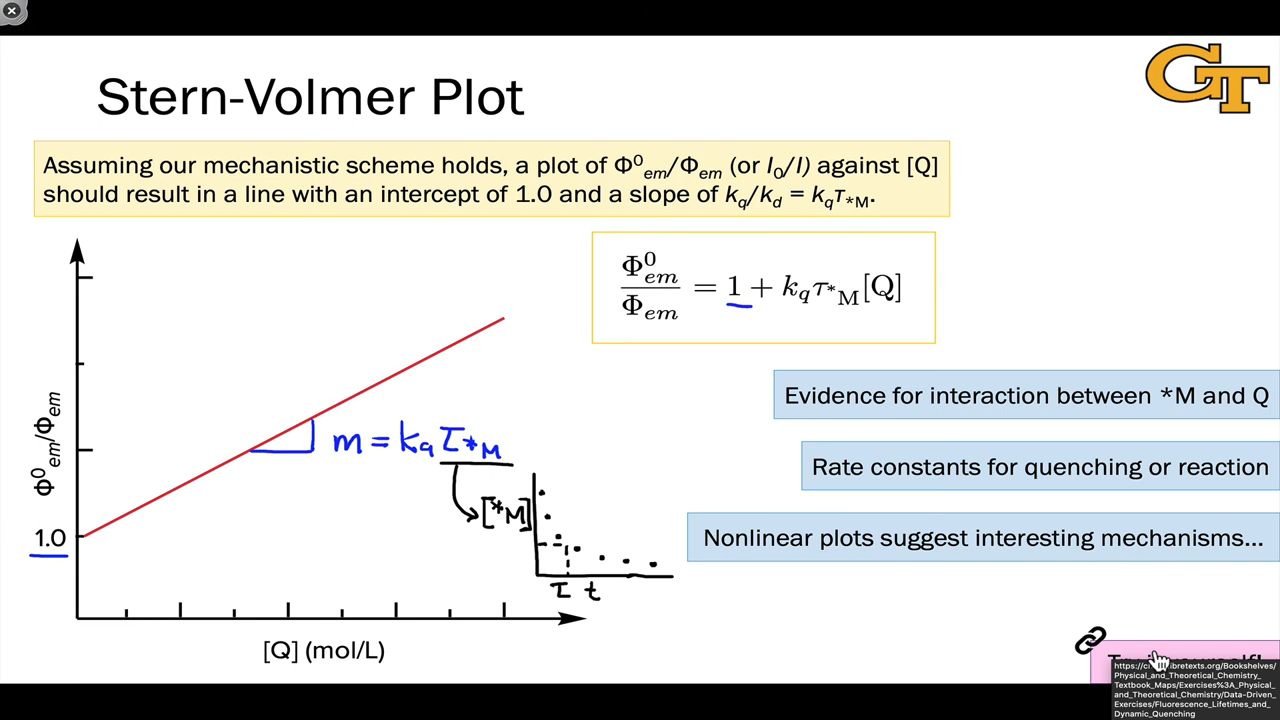 GT
Stern-Volmer Plot
Assuming our mechanistic scheme holds, a plot of Φ⁰em/Φem (or I₀/I) against [Q]
should result in a line with an intercept of 1.0 and a slope of kq/kd = kqτ*M.
Φ⁰em/Φem = 1 + kqτ*M[Q]
Evidence for interaction between *M and Q
Φ⁰em/Φem
m = kq τ*M
Rate constants for quenching or reaction
[*M]
1.0
Nonlinear plots suggest interesting mechanisms...
τ t
[Q] (mol/L)
https://
libretexts.org/Bookshelves/
Physical_and_Theoretical_Chemistry_
Textbook_Maps/Exercises%3A_Physical_
and_Theoretical_Chemistry/Data-Driven_
Exercises/Fluorescence_Lifetimes_and_
Dynamic_Quenching